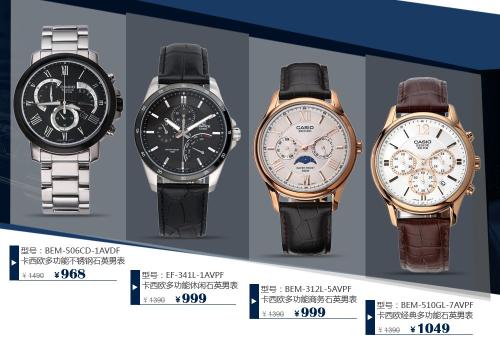 CASIO
CASIO
CASIO
型号：BEM-506CD-1AVDF
卡西欧多功能不锈钢石英男表
¥ 1490 ¥ 968
型号：EF-341L-1AVPF
卡西欧多功能休闲石英男表
¥ 1390 ¥ 999
型号：BEM-312L-5AVPF
卡西欧多功能商务石英男表
¥ 1390 ¥ 999
型号：BEM-510GL-7AVPF
卡西欧经典多功能石英男表
¥ 1390 ¥ 1049